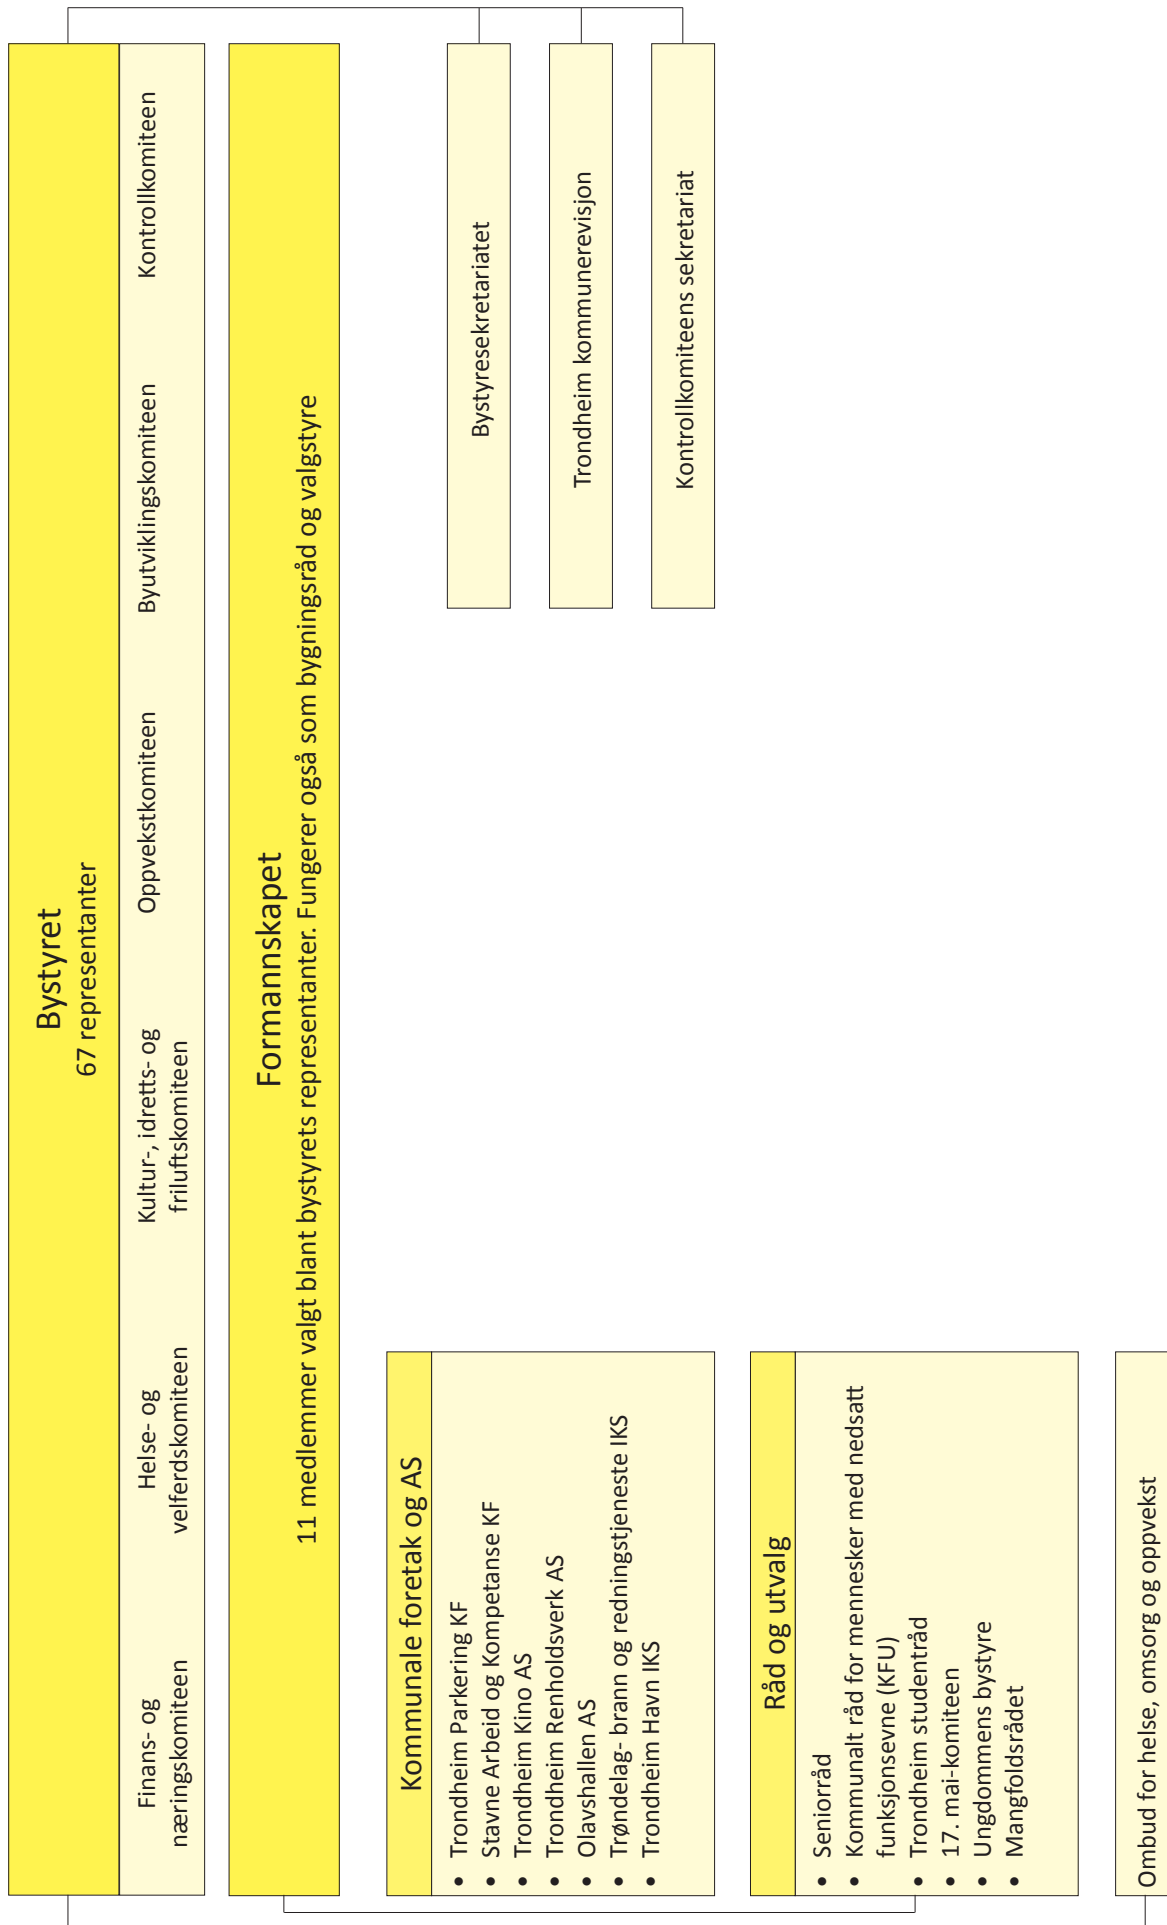 Bystyret
67 representanter
Finans- og
næringskomiteen
Helse- og
velferdskomiteen
Kultur-, idretts- og
friluftskomiteen
Oppvekstkomiteen
Byutviklingskomiteen
Kontrollkomiteen
Formannskapet
11 medlemmer valgt blant bystyrets representanter. Fungerer også som bygningsråd og valgstyre
Kommunale foretak og AS
• Trondheim Parkering KF
• Stavne Arbeid og Kompetanse KF
• Trondheim Kino AS
• Trondheim Renholdsverk AS
• Olavshallen AS
• Trøndelag- brann og redningstjeneste IKS
• Trondheim Havn IKS
Bystyresekretariatet
Trondheim kommunerevisjon
Kontrollkomiteens sekretariat
Råd og utvalg
• Seniorråd
• Kommunalt råd for mennesker med nedsatt
funksjonsevne (KFU)
• Trondheim studentråd
• 17. mai-komiteen
• Ungdommens bystyre
• Mangfoldsrådet
Ombud for helse, omsorg og oppvekst